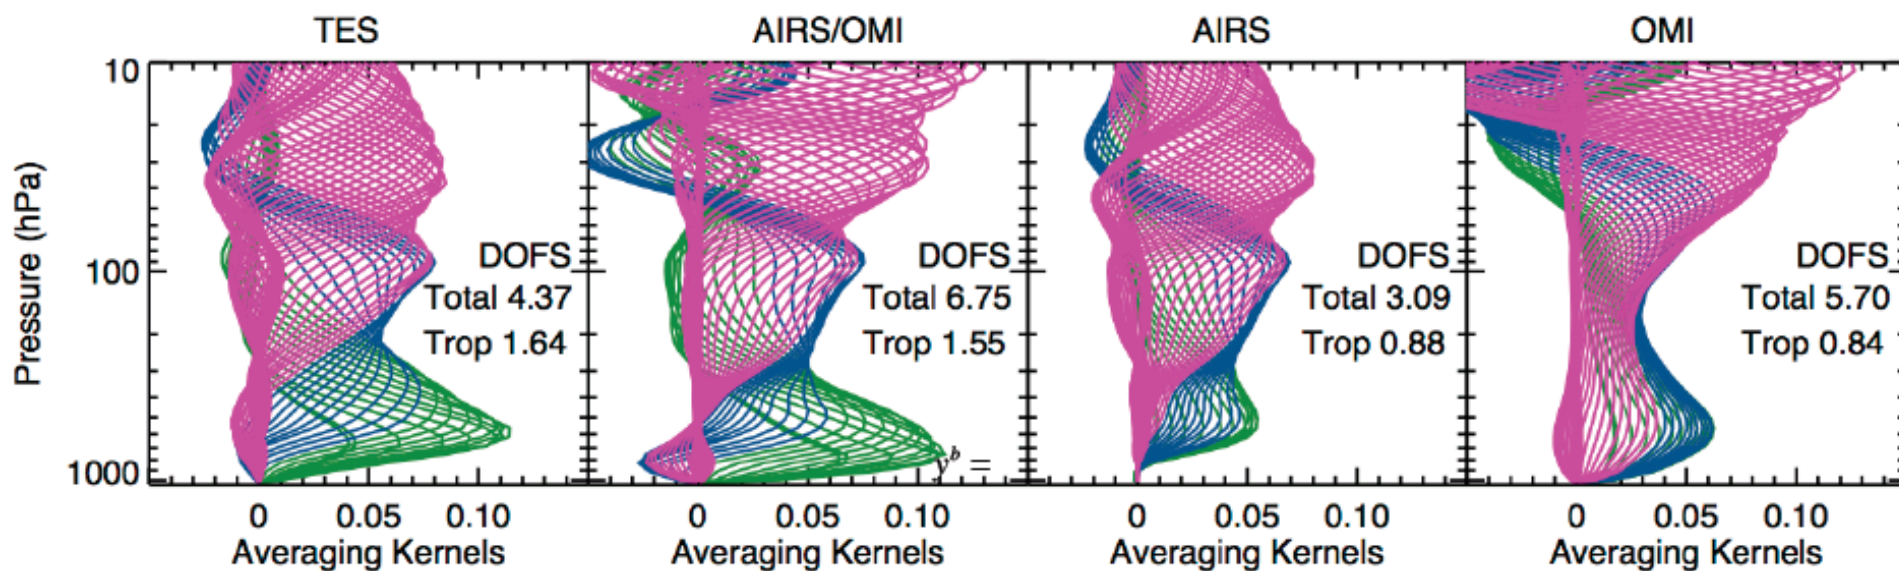 TES
AIRS/OMI
AIRS
OMI
Pressure (hPa)
10
100
1000
DOFS
Total 4.37
Trop 1.64
DOFS
Total 6.75
Trop 1.55
DOFS
Total 3.09
Trop 0.88
DOFS
Total 5.70
Trop 0.84
y^b =
0 0.05 0.10
0 0.05 0.10
0 0.05 0.10
0 0.05 0.10
Averaging Kernels
Averaging Kernels
Averaging Kernels
Averaging Kernels